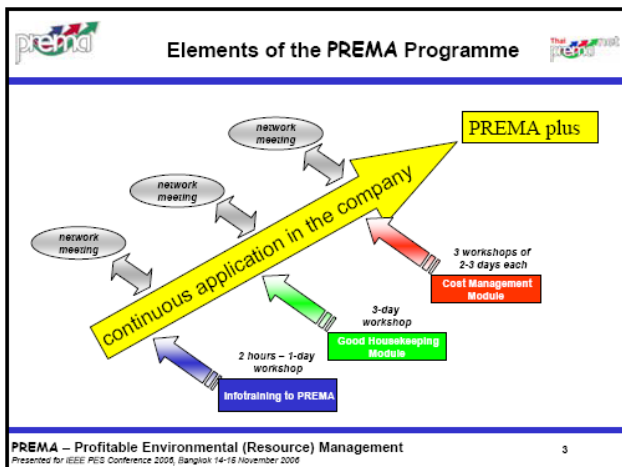 prema
Elements of the PREMA Programme
Thai
prema net
network
meeting
PREMA plus
network
meeting
network
meeting
continuous application in the company
3 workshops of
2-3 days each
Cost Management
Module
3-day
workshop
Good Housekeeping
Module
2 hours – 1-day
workshop
Infotraining to PREMA
PREMA – Profitable Environmental (Resource) Management
3
Presented for IEEE PES Conference 2006, Bangkok 14-15 November 2006